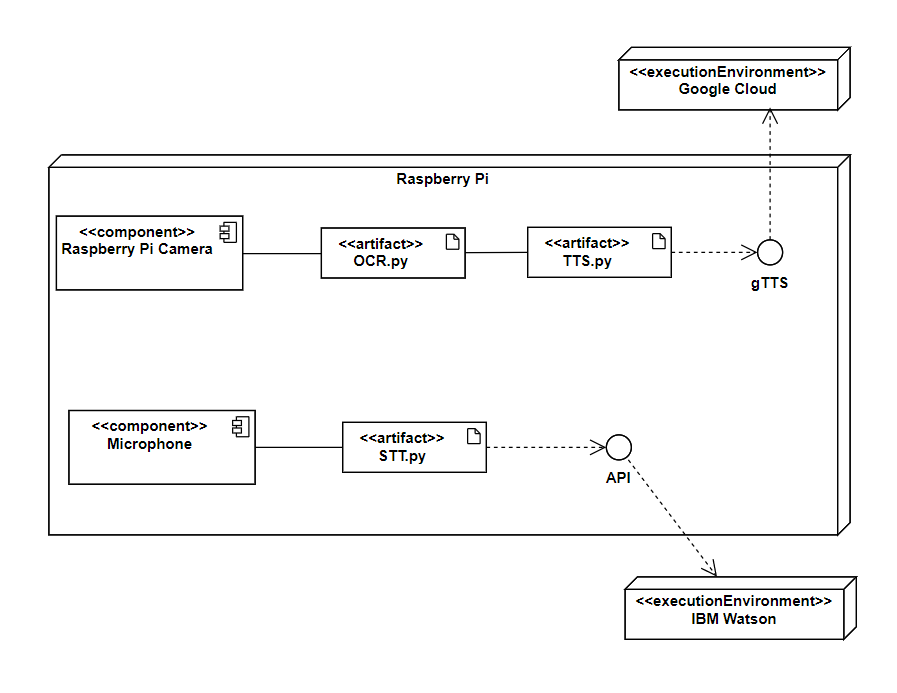 <<executionEnvironment>>
Google Cloud
Raspberry Pi
<<component>>
Raspberry Pi Camera
<<artifact>>
OCR.py
<<artifact>>
TTS.py
gTTS
<<component>>
Microphone
<<artifact>>
STT.py
API
<<executionEnvironment>>
IBM Watson